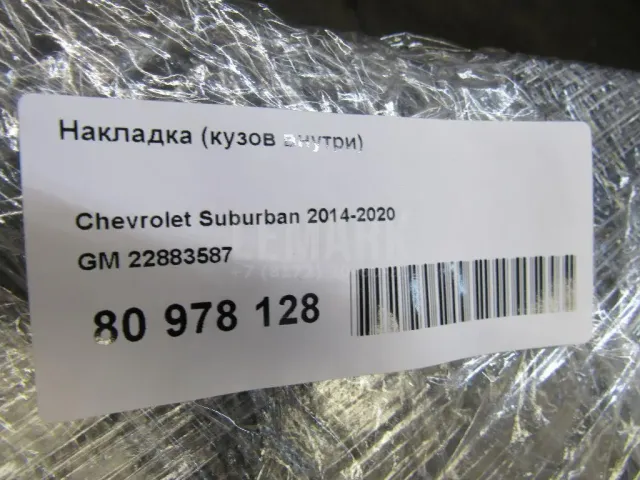 Накладка (кузов внутри)
Chevrolet Suburban 2014-2020
GM 22883587
80 978 128